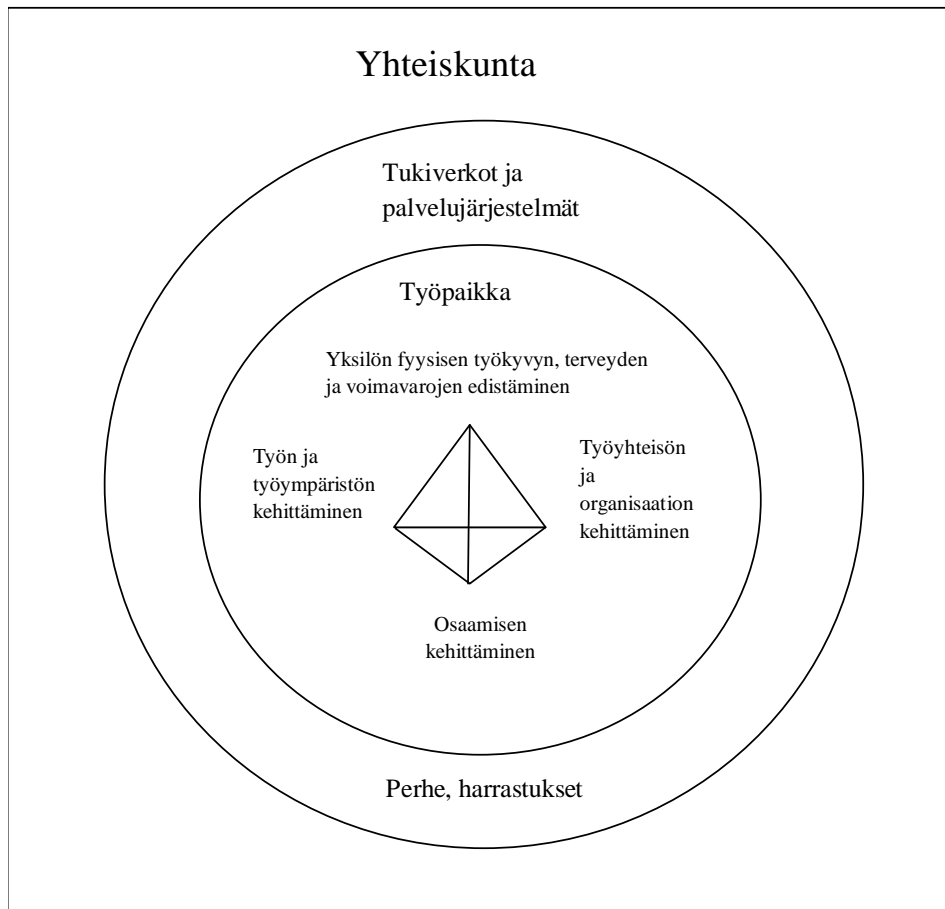 Yhteiskunta
Tukiverkot ja
palvelujärjestelmät
Työpaikka
Yksilön fyysisen työkyvyn, terveyden
ja voimavarojen edistäminen
Työn ja
työympäristön
kehittäminen
Työyhteisön
ja
organisaation
kehittäminen
Osaamisen
kehittäminen
Perhe, harrastukset